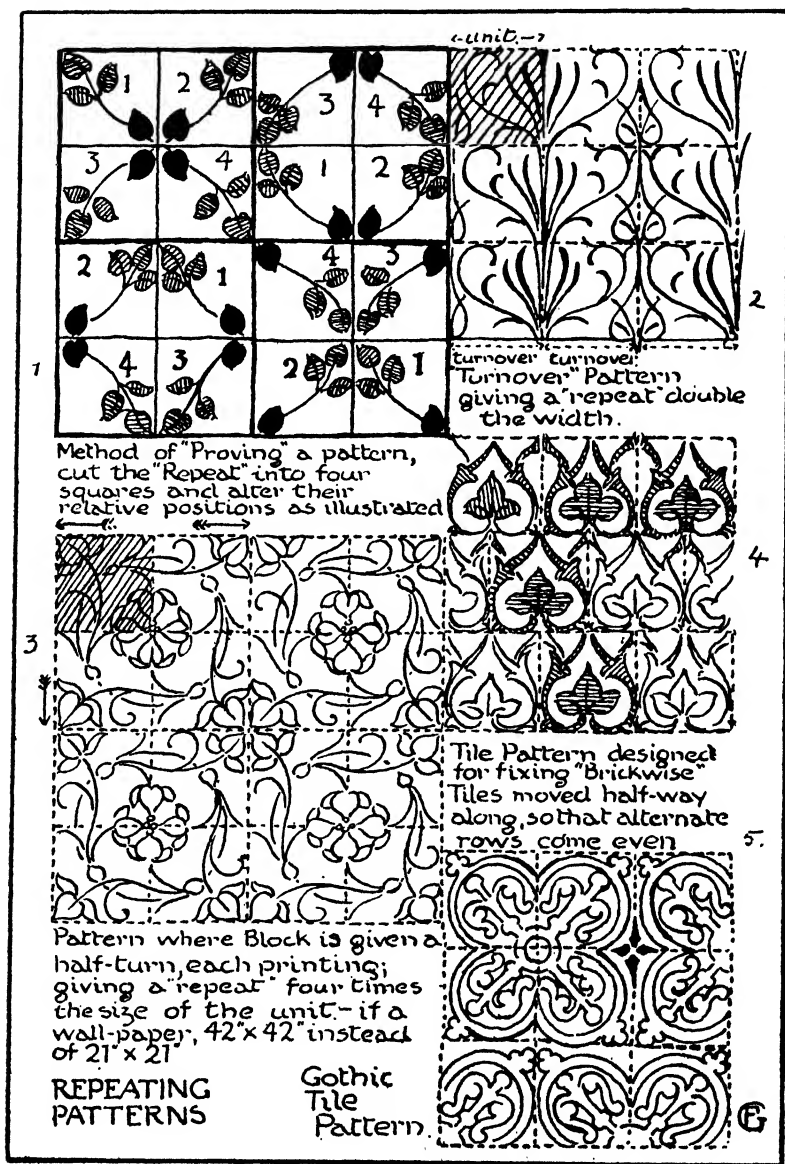 <-unit.->
1 2 3 4
3 4 1 2
2 1 4 3
4 3 2 1
1
Method of "Proving" a pattern,
cut the "Repeat" into four
squares and alter their
relative positions as illustrated
2
turnover turnover
"Turnover" Pattern
giving a "repeat" double
the width.
3
4
Tile Pattern designed
for fixing "Brickwise"
Tiles moved half-way
along, so that alternate
rows come even
5.
Pattern where Block is given a
half-turn, each printing;
giving a "repeat" four times
the size of the unit.- if a
wall-paper, 42"x 42" instead
of 21" x 21"
REPEATING
PATTERNS
Gothic
Tile
Pattern.